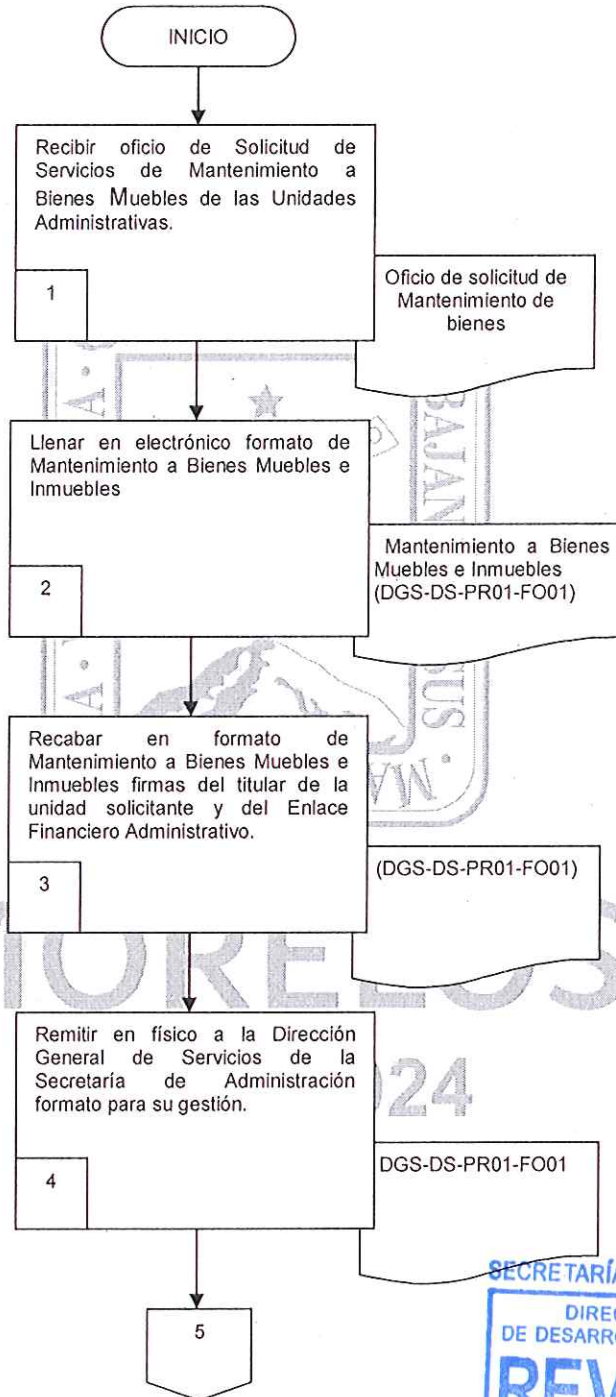 INICIO
Recibir oficio de Solicitud de
Servicios de Mantenimiento a
Bienes Muebles de las Unidades
Administrativas.
1
Oficio de solicitud de
Mantenimiento de
bienes
Llenar en electrónico formato de
Mantenimiento a Bienes Muebles e
Inmuebles
2
Mantenimiento a Bienes
Muebles e Inmuebles
(DGS-DS-PR01-FO01)
Recabar en formato de
Mantenimiento a Bienes Muebles e
Inmuebles firmas del titular de la
unidad solicitante y del Enlace
Financiero Administrativo.
3
(DGS-DS-PR01-FO01)
MORELOS
Remitir en físico a la Dirección
General de Servicios de la
Secretaría de Administración
formato para su gestión.
024
4
DGS-DS-PR01-FO01
5
SECRETARÍA
DIREC
DE DESARRO
REV